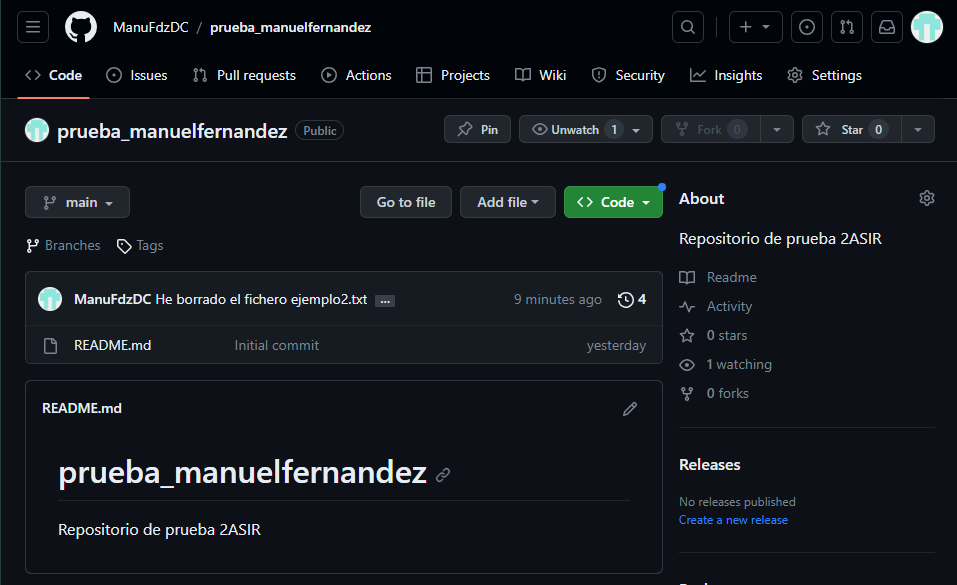 ManuFdzDC / prueba_manuelfernandez
Code Issues Pull requests Actions Projects Wiki Security Insights Settings
prueba_manuelfernandez Public Pin Unwatch 1 Fork 0 Star 0
main Go to file Add file Code
Branches Tags
ManuFdzDC He borrado el fichero ejemplo2.txt ... 9 minutes ago 4
README.md Initial commit yesterday
README.md
prueba_manuelfernandez
Repositorio de prueba 2ASIR
About
Repositorio de prueba 2ASIR
Readme
Activity
0 stars
1 watching
0 forks
Releases
No releases published
Create a new release